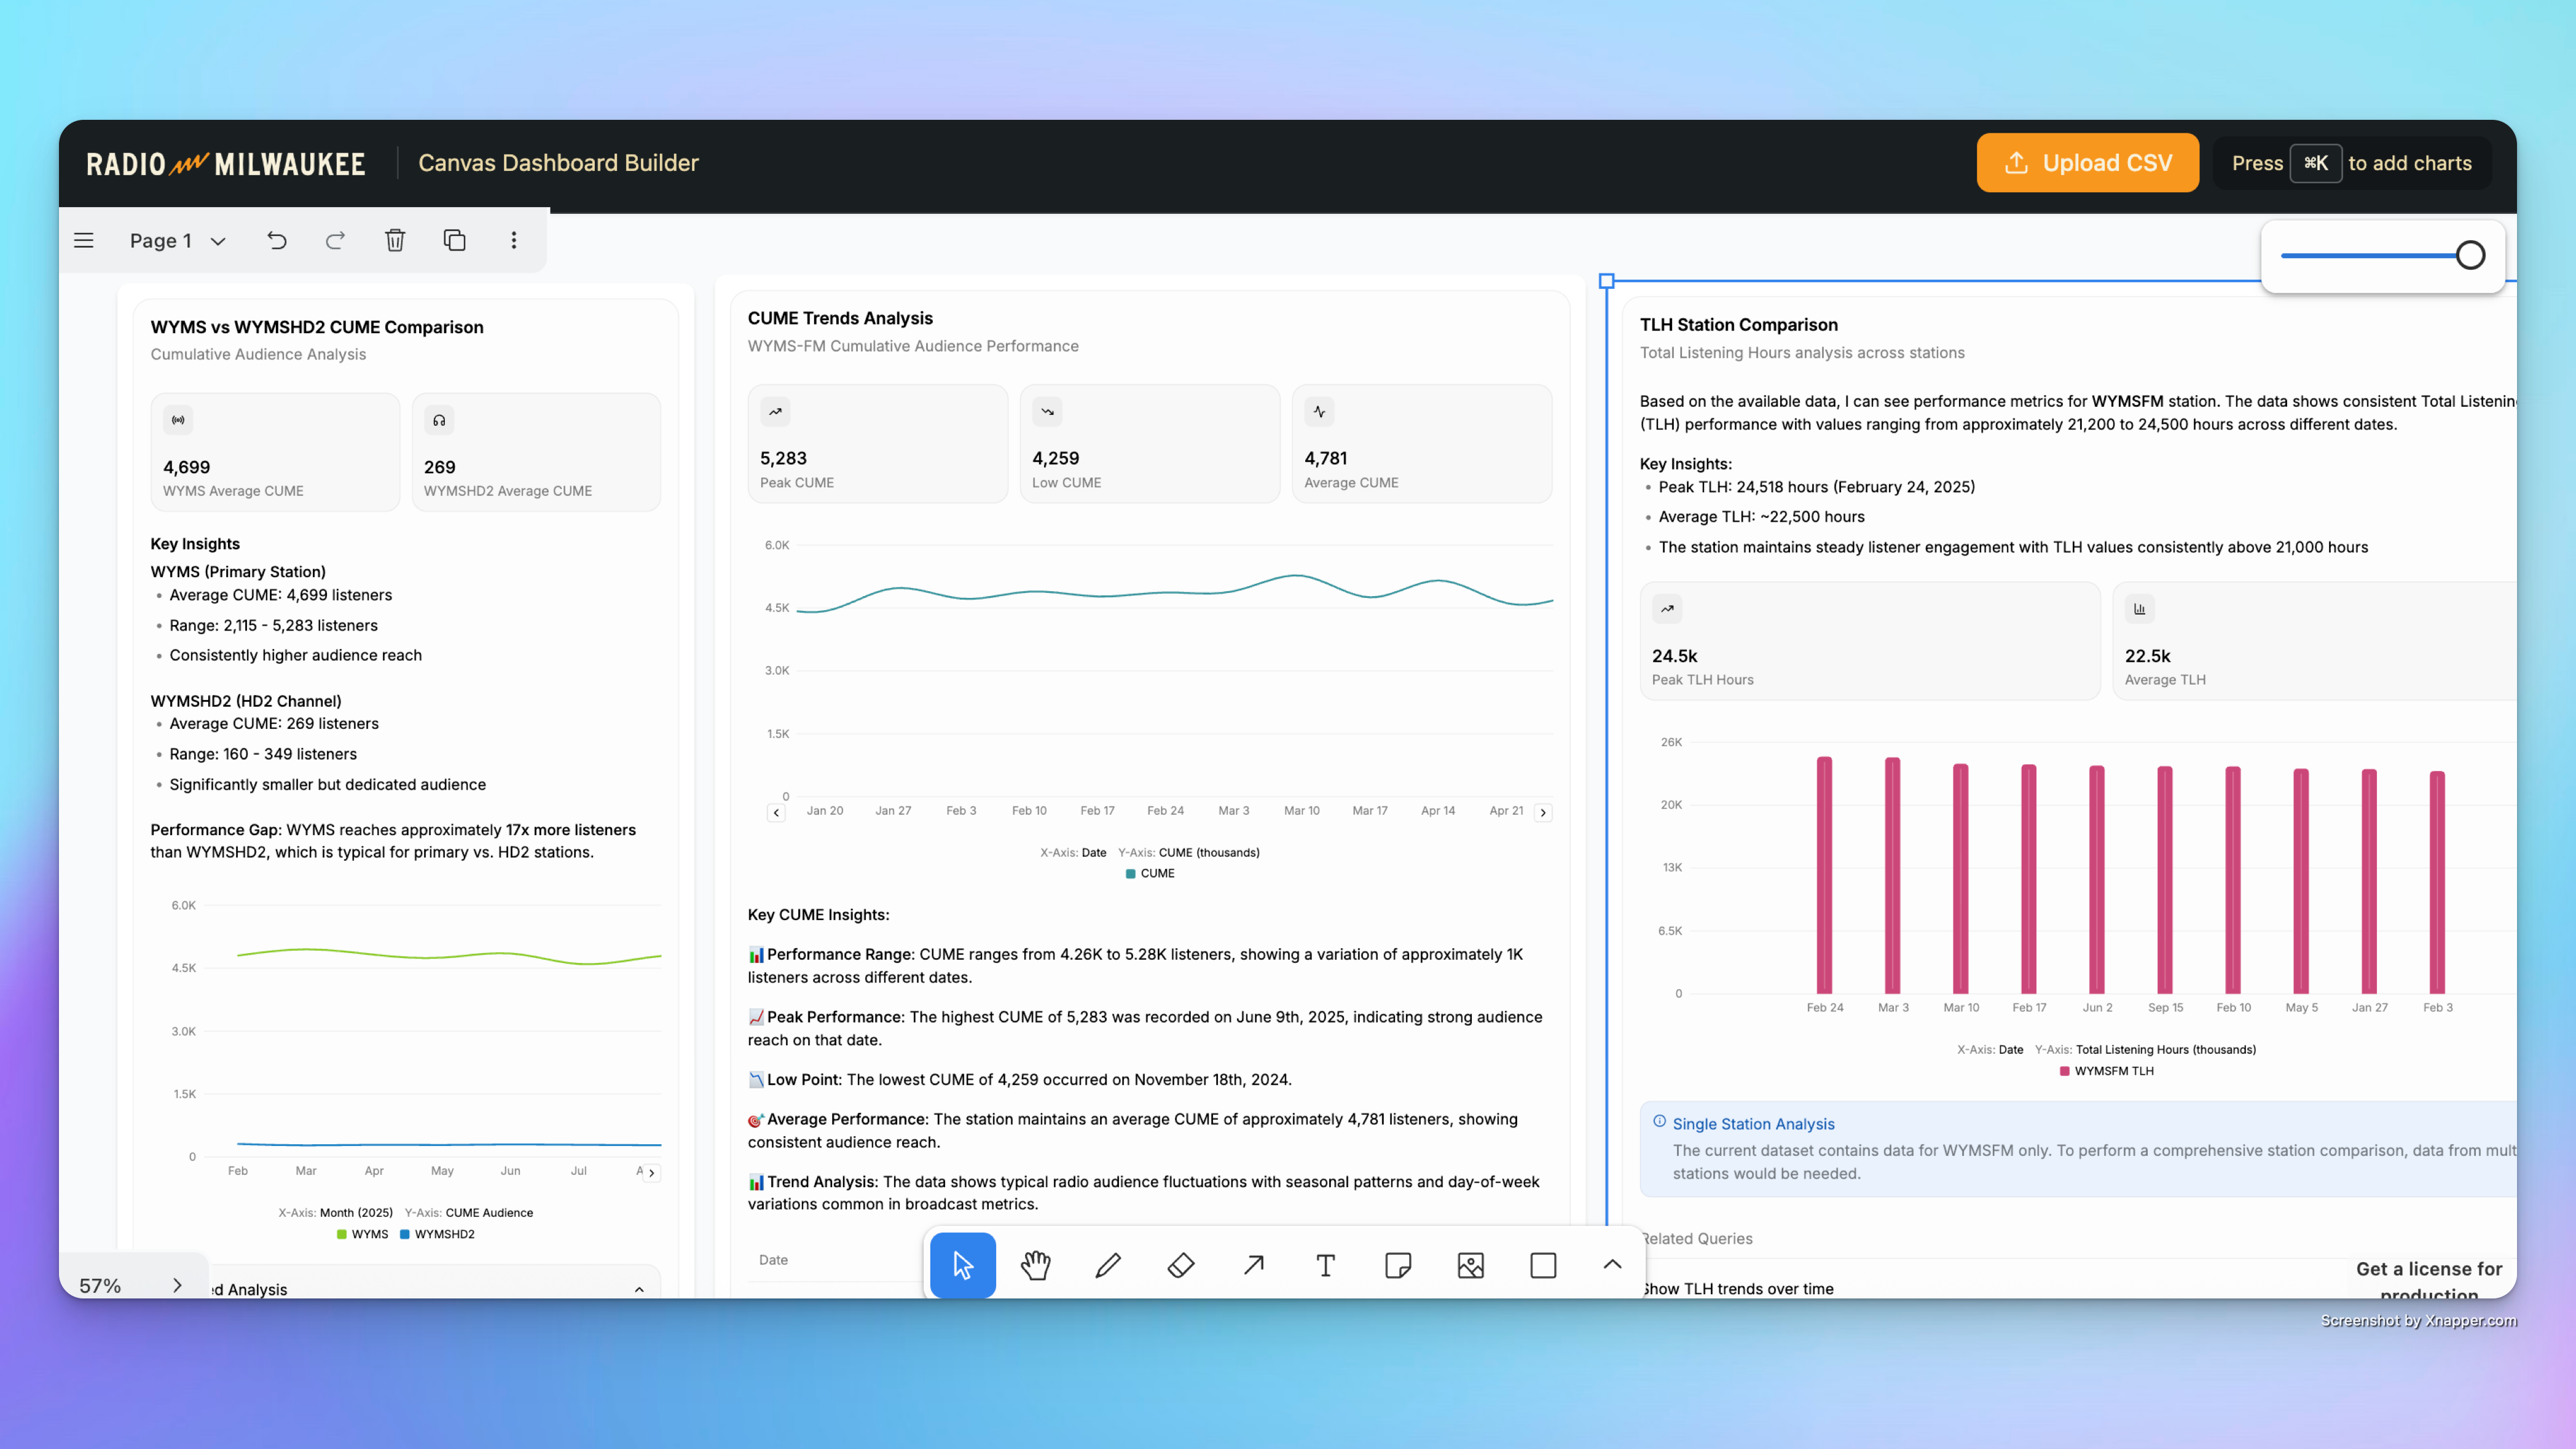 RADIO MILWAUKEE
Canvas Dashboard Builder
Upload CSV
Press ⌘K to add charts
Page 1
WYMS vs WYMSHD2 CUME Comparison
Cumulative Audience Analysis
4,699
WYMS Average CUME
269
WYMSHD2 Average CUME
Key Insights
WYMS (Primary Station)
• Average CUME: 4,699 listeners
• Range: 2,115 - 5,283 listeners
• Consistently higher audience reach
WYMSHD2 (HD2 Channel)
• Average CUME: 269 listeners
• Range: 160 - 349 listeners
• Significantly smaller but dedicated audience
Performance Gap: WYMS reaches approximately 17x more listeners
than WYMSHD2, which is typical for primary vs. HD2 stations.
6.0K
4.5K
3.0K
1.5K
0
Feb Mar Apr May Jun Jul A
X-Axis: Month (2025) Y-Axis: CUME Audience
WYMS WYMSHD2
ed Analysis
57%
CUME Trends Analysis
WYMS-FM Cumulative Audience Performance
5,283
Peak CUME
4,259
Low CUME
4,781
Average CUME
6.0K
4.5K
3.0K
1.5K
0
Jan 20 Jan 27 Feb 3 Feb 10 Feb 17 Feb 24 Mar 3 Mar 10 Mar 17 Apr 14 Apr 21
X-Axis: Date Y-Axis: CUME (thousands)
CUME
Key CUME Insights:
📊 Performance Range: CUME ranges from 4.26K to 5.28K listeners, showing a variation of approximately 1K
listeners across different dates.
📈 Peak Performance: The highest CUME of 5,283 was recorded on June 9th, 2025, indicating strong audience
reach on that date.
📉 Low Point: The lowest CUME of 4,259 occurred on November 18th, 2024.
🎯 Average Performance: The station maintains an average CUME of approximately 4,781 listeners, showing
consistent audience reach.
📊 Trend Analysis: The data shows typical radio audience fluctuations with seasonal patterns and day-of-week
variations common in broadcast metrics.
Date
TLH Station Comparison
Total Listening Hours analysis across stations
Based on the available data, I can see performance metrics for WYMSFM station. The data shows consistent Total Listenin
(TLH) performance with values ranging from approximately 21,200 to 24,500 hours across different dates.
Key Insights:
• Peak TLH: 24,518 hours (February 24, 2025)
• Average TLH: ~22,500 hours
• The station maintains steady listener engagement with TLH values consistently above 21,000 hours
24.5k
Peak TLH Hours
22.5k
Average TLH
26K
20K
13K
6.5K
0
Feb 24 Mar 3 Mar 10 Feb 17 Jun 2 Sep 15 Feb 10 May 5 Jan 27 Feb 3
X-Axis: Date Y-Axis: Total Listening Hours (thousands)
WYMSFM TLH
Single Station Analysis
The current dataset contains data for WYMSFM only. To perform a comprehensive station comparison, data from mult
stations would be needed.
Related Queries
Show TLH trends over time
Get a license for
production
Screenshot by Xnapper.com